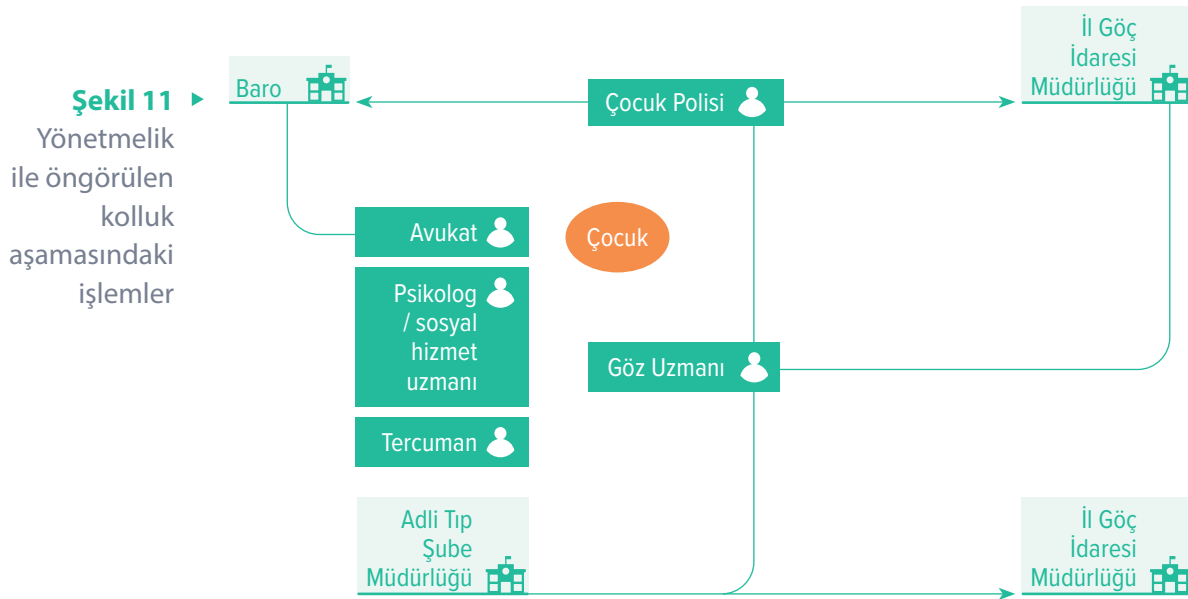 Şekil 11
Yönetmelik
ile öngörülen
kolluk
aşamasındaki
işlemler
Baro
Çocuk Polisi
İl Göç
İdaresi
Müdürlüğü
Avukat
Çocuk
Psikolog
/ sosyal
hizmet
uzmanı
Göz Uzmanı
Tercuman
Adli Tıp
Şube
Müdürlüğü
İl Göç
İdaresi
Müdürlüğü